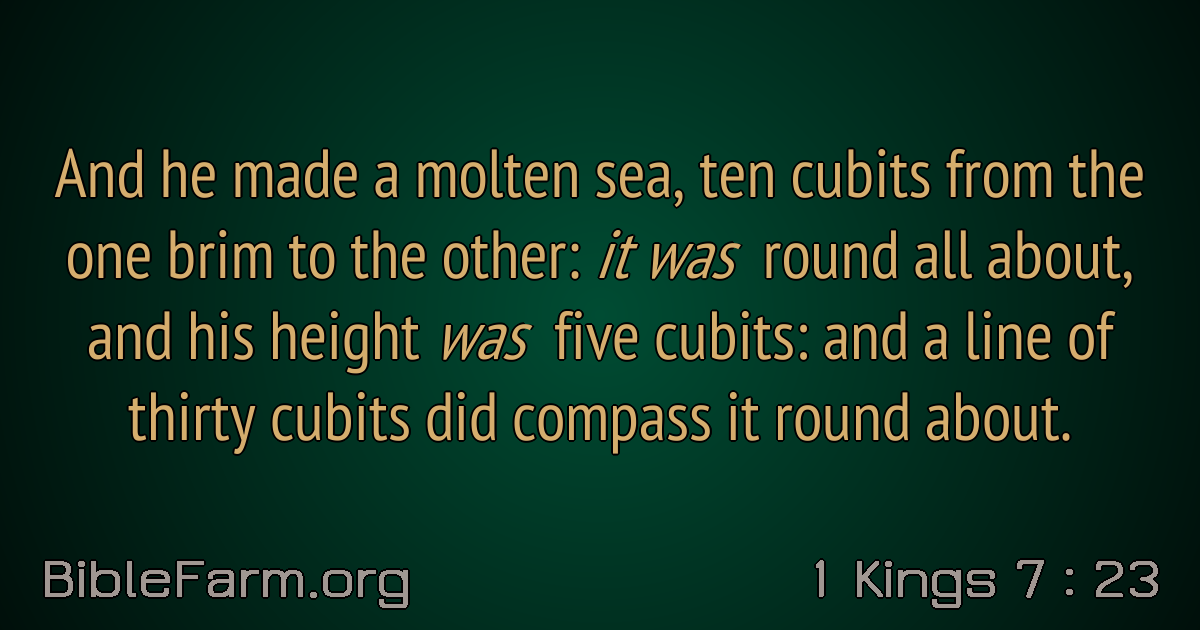 And he made a molten sea, ten cubits from the
one brim to the other: it was round all about,
and his height was five cubits: and a line of
thirty cubits did compass it round about.
BibleFarm.org
1 Kings 7 : 23